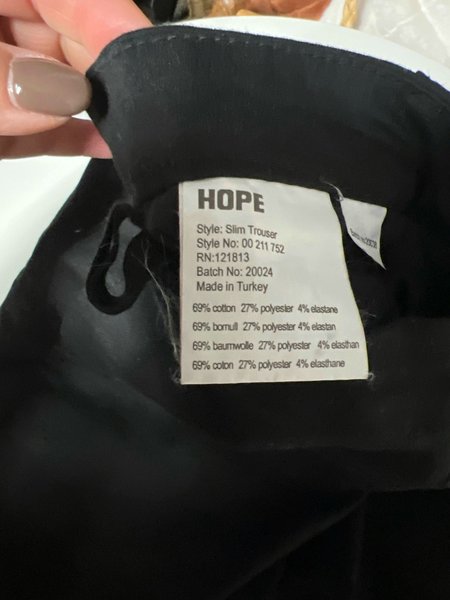 HOPE
Style: Slim Trouser
Style No: 00 211 752
RN:121813
Batch No: 20024
Made in Turkey
69% cotton 27% polyester 4% elastane
69% bomull 27% polyester 4% elastan
69% baumwolle 27% polyester 4% elasthan
69% coton 27% polyester 4% elasthane